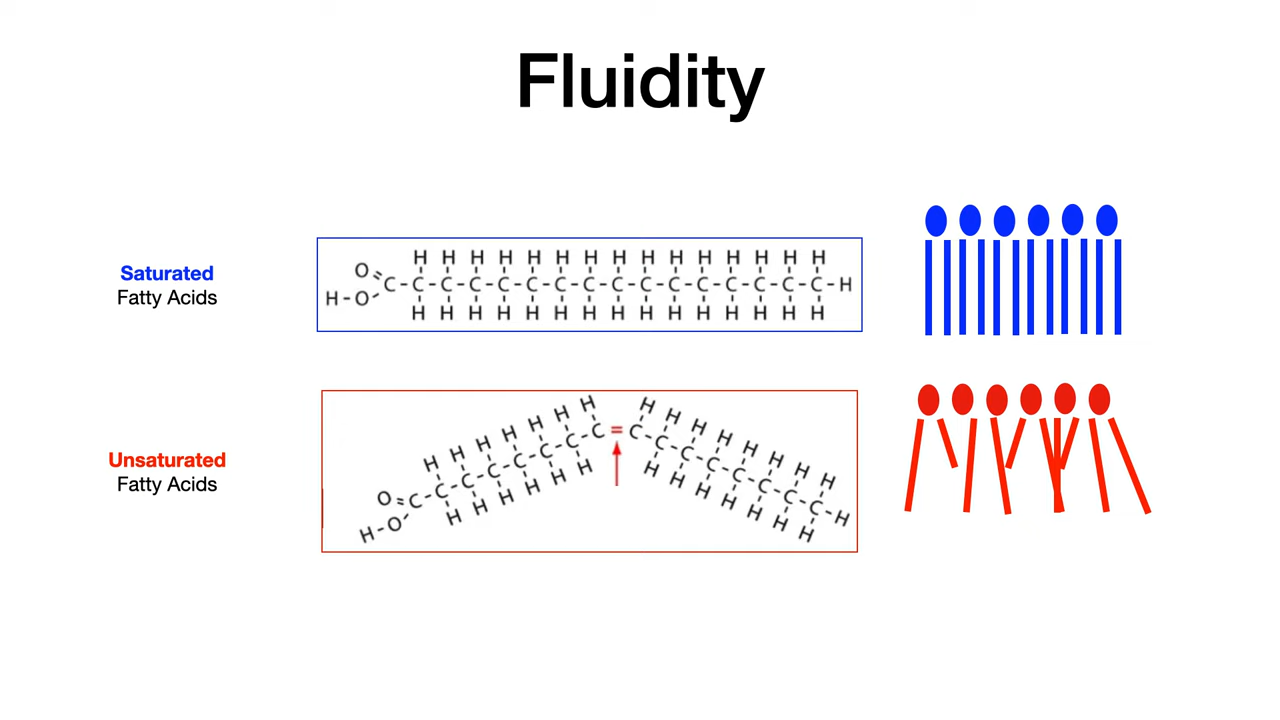 Fluidity
Saturated
Fatty Acids
H H H H H H H H H H H H H H H
O=C-C-C-C-C-C-C-C-C-C-C-C-C-C-C-C-H
H-O
H H H H H H H H H H H H H H H
Unsaturated
Fatty Acids
H H H H H H H H H H H H H H H
O=C-C-C-C-C-C-C-C=C-C-C-C-C-C-C-C-H
H-O
H H H H H H H H H H H H H